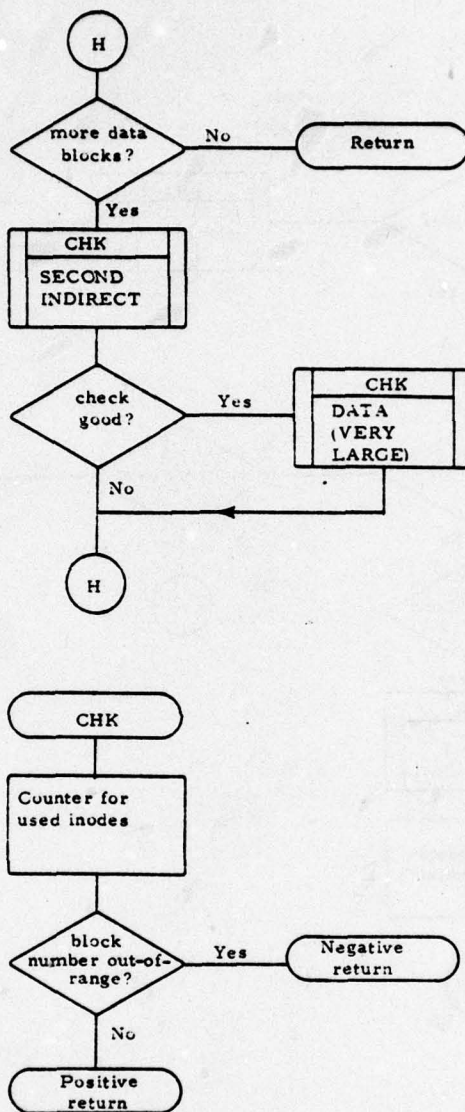 H
more data
blocks?
No
Return
Yes
CHK
SECOND
INDIRECT
check
good?
Yes
CHK
DATA
(VERY
LARGE)
No
H
CHK
Counter for
used inodes
block
number out-of-
range?
Yes
Negative
return
No
Positive
return